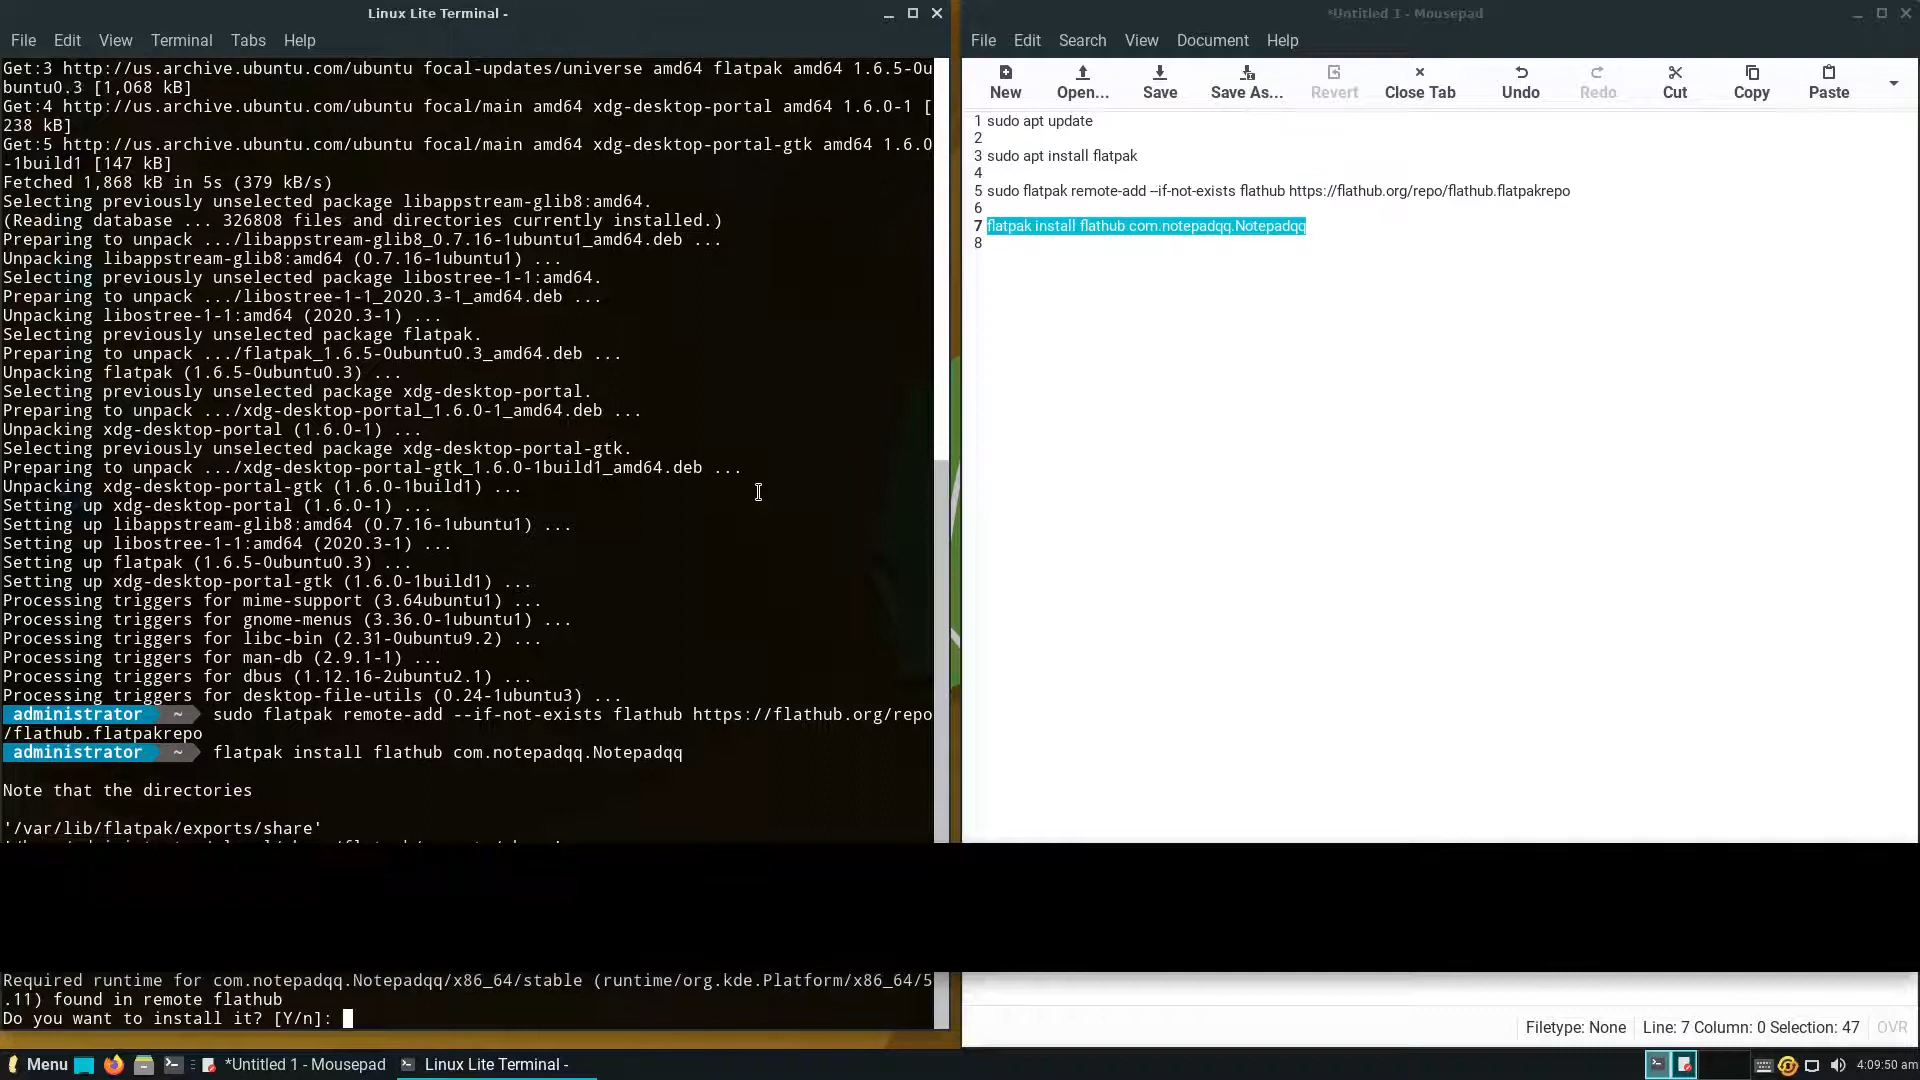 Linux Lite Terminal -
File Edit View Terminal Tabs Help
Get:3 http://us.archive.ubuntu.com/ubuntu focal-updates/universe amd64 flatpak amd64 1.6.5-0u
buntu0.3 [1,068 kB]
Get:4 http://us.archive.ubuntu.com/ubuntu focal/main amd64 xdg-desktop-portal amd64 1.6.0-1 [
238 kB]
Get:5 http://us.archive.ubuntu.com/ubuntu focal/main amd64 xdg-desktop-portal-gtk amd64 1.6.0
-1build1 [147 kB]
Fetched 1,868 kB in 5s (379 kB/s)
Selecting previously unselected package libappstream-glib8:amd64.
(Reading database ... 326808 files and directories currently installed.)
Preparing to unpack .../libappstream-glib8_0.7.16-1ubuntu1_amd64.deb ...
Unpacking libappstream-glib8:amd64 (0.7.16-1ubuntu1) ...
Selecting previously unselected package libostree-1-1:amd64.
Preparing to unpack .../libostree-1-1_2020.3-1_amd64.deb ...
Unpacking libostree-1-1:amd64 (2020.3-1) ...
Selecting previously unselected package flatpak.
Preparing to unpack .../flatpak_1.6.5-0ubuntu0.3_amd64.deb ...
Unpacking flatpak (1.6.5-0ubuntu0.3) ...
Selecting previously unselected package xdg-desktop-portal.
Preparing to unpack .../xdg-desktop-portal_1.6.0-1_amd64.deb ...
Unpacking xdg-desktop-portal (1.6.0-1) ...
Selecting previously unselected package xdg-desktop-portal-gtk.
Preparing to unpack .../xdg-desktop-portal-gtk_1.6.0-1build1_amd64.deb ...
Unpacking xdg-desktop-portal-gtk (1.6.0-1build1) ...
Setting up xdg-desktop-portal (1.6.0-1) ...
Setting up libappstream-glib8:amd64 (0.7.16-1ubuntu1) ...
Setting up libostree-1-1:amd64 (2020.3-1) ...
Setting up flatpak (1.6.5-0ubuntu0.3) ...
Setting up xdg-desktop-portal-gtk (1.6.0-1build1) ...
Processing triggers for mime-support (3.64ubuntu1) ...
Processing triggers for gnome-menus (3.36.0-1ubuntu1) ...
Processing triggers for libc-bin (2.31-0ubuntu9.2) ...
Processing triggers for man-db (2.9.1-1) ...
Processing triggers for dbus (1.12.16-2ubuntu2.1) ...
Processing triggers for desktop-file-utils (0.24-1ubuntu3) ...
administrator ~ sudo flatpak remote-add --if-not-exists flathub https://flathub.org/repo
/flathub.flatpakrepo
administrator ~ flatpak install flathub com.notepadqq.Notepadqq
Note that the directories
'/var/lib/flatpak/exports/share'
Required runtime for com.notepadqq.Notepadqq/x86_64/stable (runtime/org.kde.Platform/x86_64/5
.11) found in remote flathub
Do you want to install it? [Y/n]:
*Untitled 1 - Mousepad
File Edit Search View Document Help
New Open... Save Save As... Revert Close Tab Undo Redo Cut Copy Paste
1 sudo apt update
2
3 sudo apt install flatpak
4
5 sudo flatpak remote-add --if-not-exists flathub https://flathub.org/repo/flathub.flatpakrepo
6
7 flatpak install flathub com.notepadqq.Notepadqq
8
Filetype: None Line: 7 Column: 0 Selection: 47 OVR
Menu *Untitled 1 - Mousepad Linux Lite Terminal - 4:09:50 am